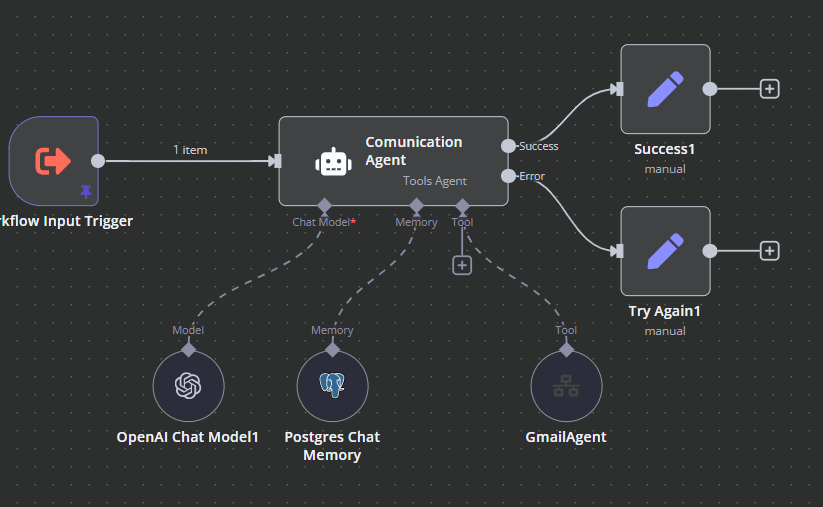 rkflow Input Trigger
1 item
Comunication
Agent
Tools Agent
Success
Error
Chat Model*
Memory
Tool
Success1
manual
Try Again1
manual
Model
OpenAI Chat Model1
Memory
Postgres Chat
Memory
Tool
GmailAgent